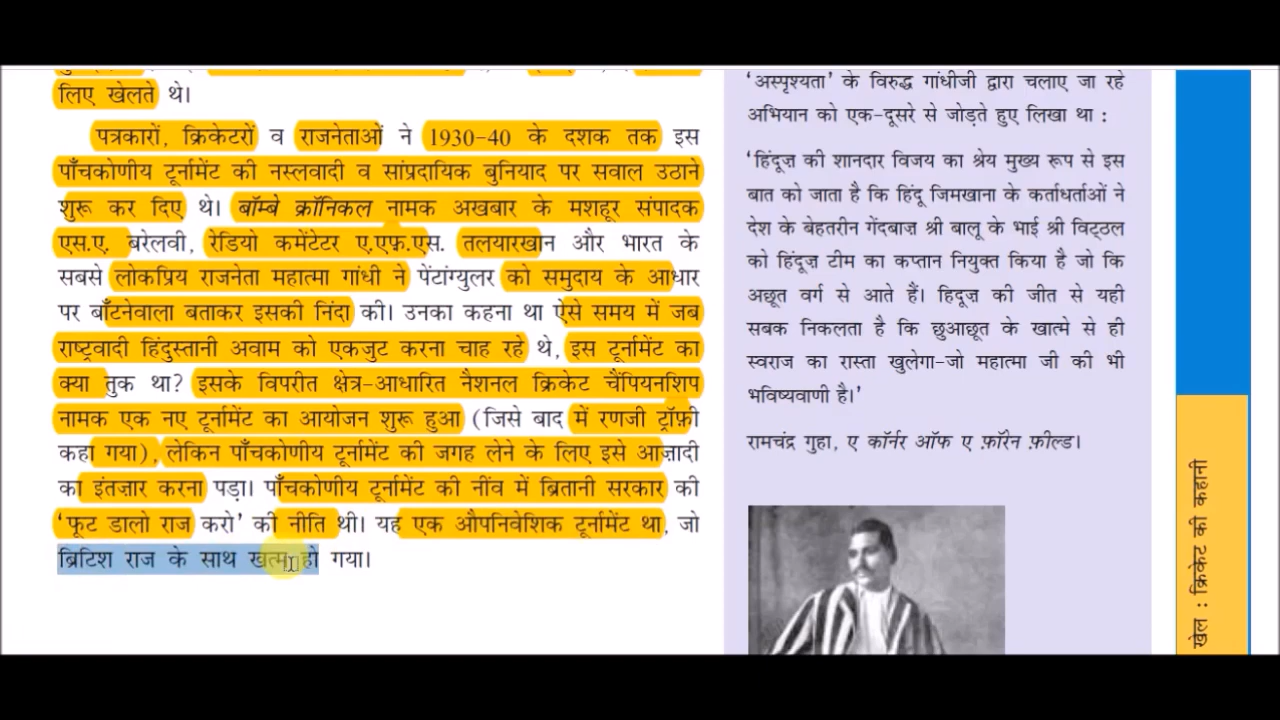 लिए खेलते थे।
पत्रकारों, क्रिकेटरों व राजनेताओं ने 1930-40 के दशक तक इस
पाँचकोणीय टूर्नामेंट की नस्लवादी व सांप्रदायिक बुनियाद पर सवाल उठाने
शुरू कर दिए थे। बॉम्बे क्रॉनिकल नामक अखबार के मशहूर संपादक
एस.ए. बरेलवी, रेडियो कमेंटेटर ए.एफ़.एस. तलयारखान और भारत के
सबसे लोकप्रिय राजनेता महात्मा गांधी ने पेंटांग्युलर को समुदाय के आधार
पर बाँटनेवाला बताकर इसकी निंदा की। उनका कहना था ऐसे समय में जब
राष्ट्रवादी हिंदुस्तानी अवाम को एकजुट करना चाह रहे थे, इस टूर्नामेंट का
क्या तुक था? इसके विपरीत क्षेत्र-आधारित नैशनल क्रिकेट चैंपियनशिप
नामक एक नए टूर्नामेंट का आयोजन शुरू हुआ (जिसे बाद में रणजी ट्रॉफ़ी
कहा गया), लेकिन पाँचकोणीय टूर्नामेंट की जगह लेने के लिए इसे आज़ादी
का इंतज़ार करना पड़ा। पाँचकोणीय टूर्नामेंट की नींव में ब्रितानी सरकार की
‘फूट डालो राज करो’ की नीति थी। यह एक औपनिवेशिक टूर्नामेंट था, जो
ब्रिटिश राज के साथ खत्म हो गया।
‘अस्पृश्यता’ के विरुद्ध गांधीजी द्वारा चलाए जा रहे
अभियान को एक-दूसरे से जोड़ते हुए लिखा था :
‘हिंदूज़ की शानदार विजय का श्रेय मुख्य रूप से इस
बात को जाता है कि हिंदू जिमखाना के कर्ताधर्ताओं ने
देश के बेहतरीन गेंदबाज़ श्री बालू के भाई श्री विट्ठल
को हिंदूज़ टीम का कप्तान नियुक्त किया है जो कि
अछूत वर्ग से आते हैं। हिदूज़ की जीत से यही
सबक निकलता है कि छुआछूत के खात्मे से ही
स्वराज का रास्ता खुलेगा-जो महात्मा जी की भी
भविष्यवाणी है।’
रामचंद्र गुहा, ए कॉर्नर ऑफ ए फ़ॉरेन फ़ील्ड।
खेल : क्रिकेट की कहानी